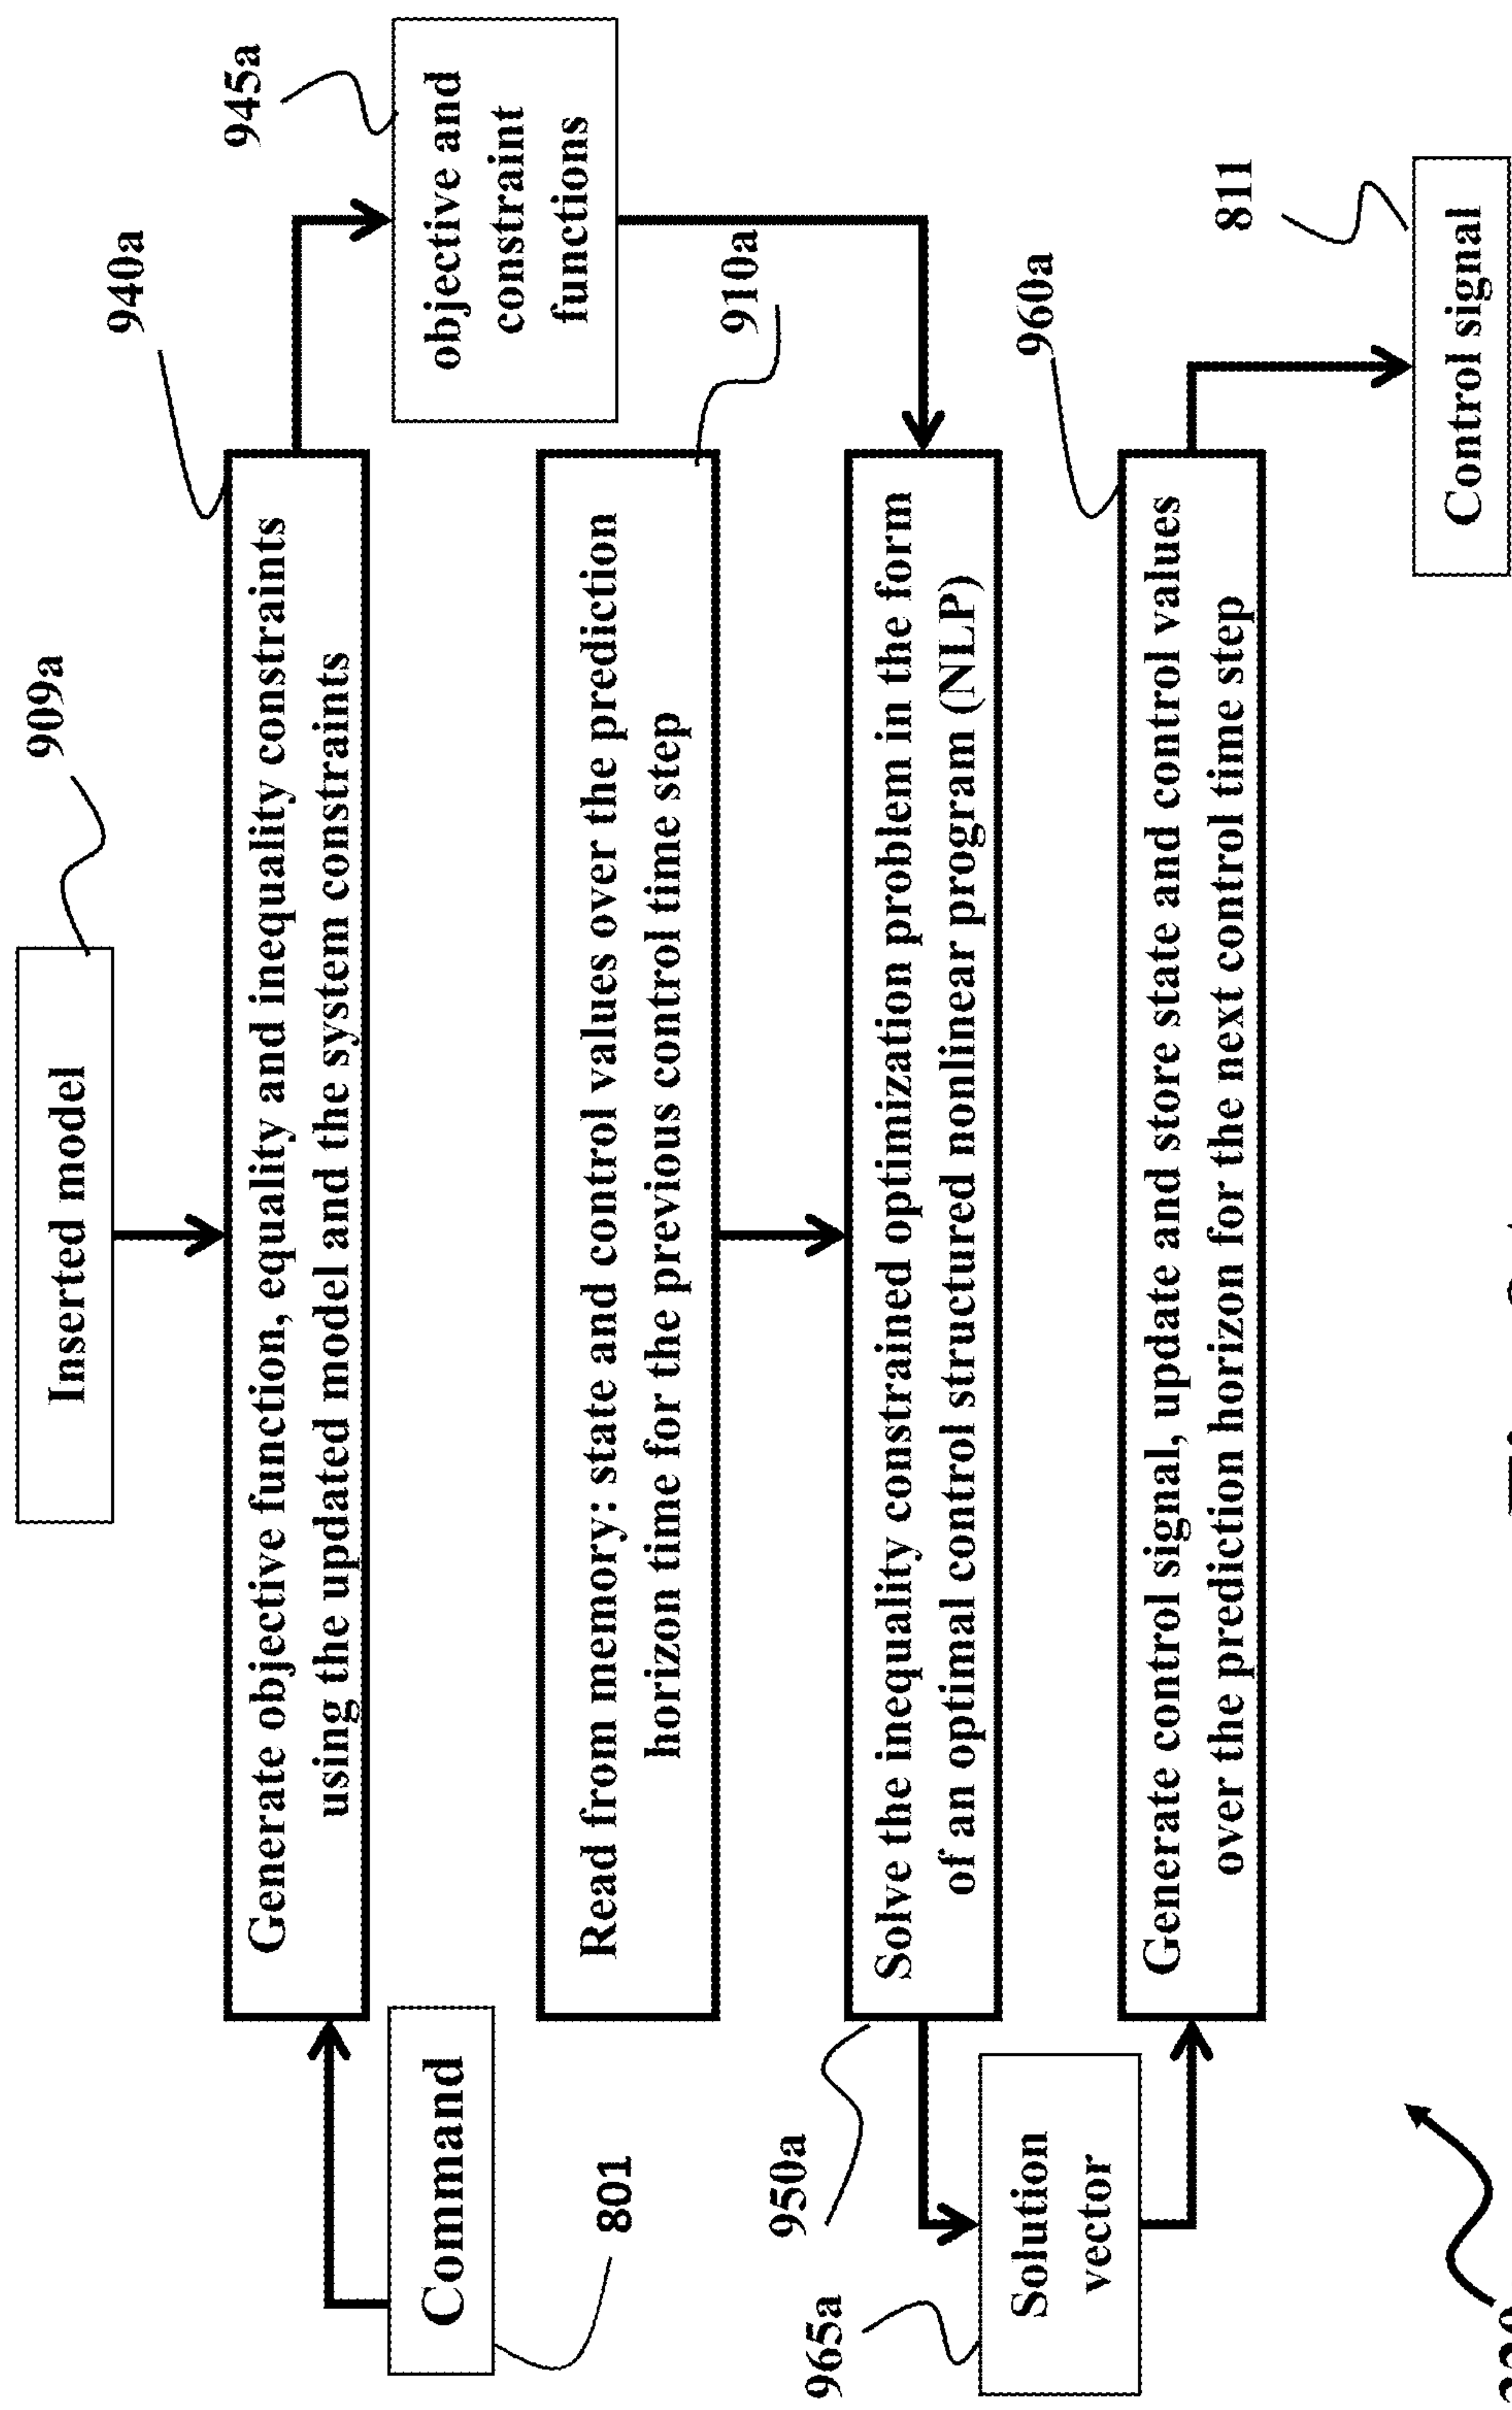 909a
Inserted model
940a
Generate objective function, equality and inequality constraints
using the updated model and the system constraints
945a
objective and
constraint
functions
Command
801
910a
Read from memory: state and control values over the prediction
horizon time for the previous control time step
950a
Solve the inequality constrained optimization problem in the form
of an optimal control structured nonlinear program (NLP)
965a
Solution
vector
960a
Generate control signal, update and store state and control values
over the prediction horizon for the next control time step
811
Control signal